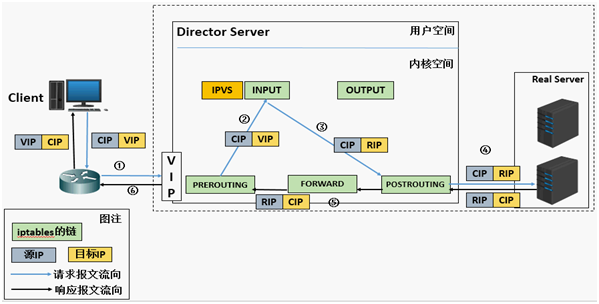 Director Server
用户空间
内核空间
IPVS INPUT OUTPUT
Real Server
Client
VIP CIP
CIP VIP
② CIP VIP
③ CIP RIP
④
① ⑥
VIP
PREROUTING FORWARD POSTROUTING
CIP RIP
RIP CIP
RIP CIP ⑤
图注
iptables的链
源IP 目标IP
请求报文流向
响应报文流向